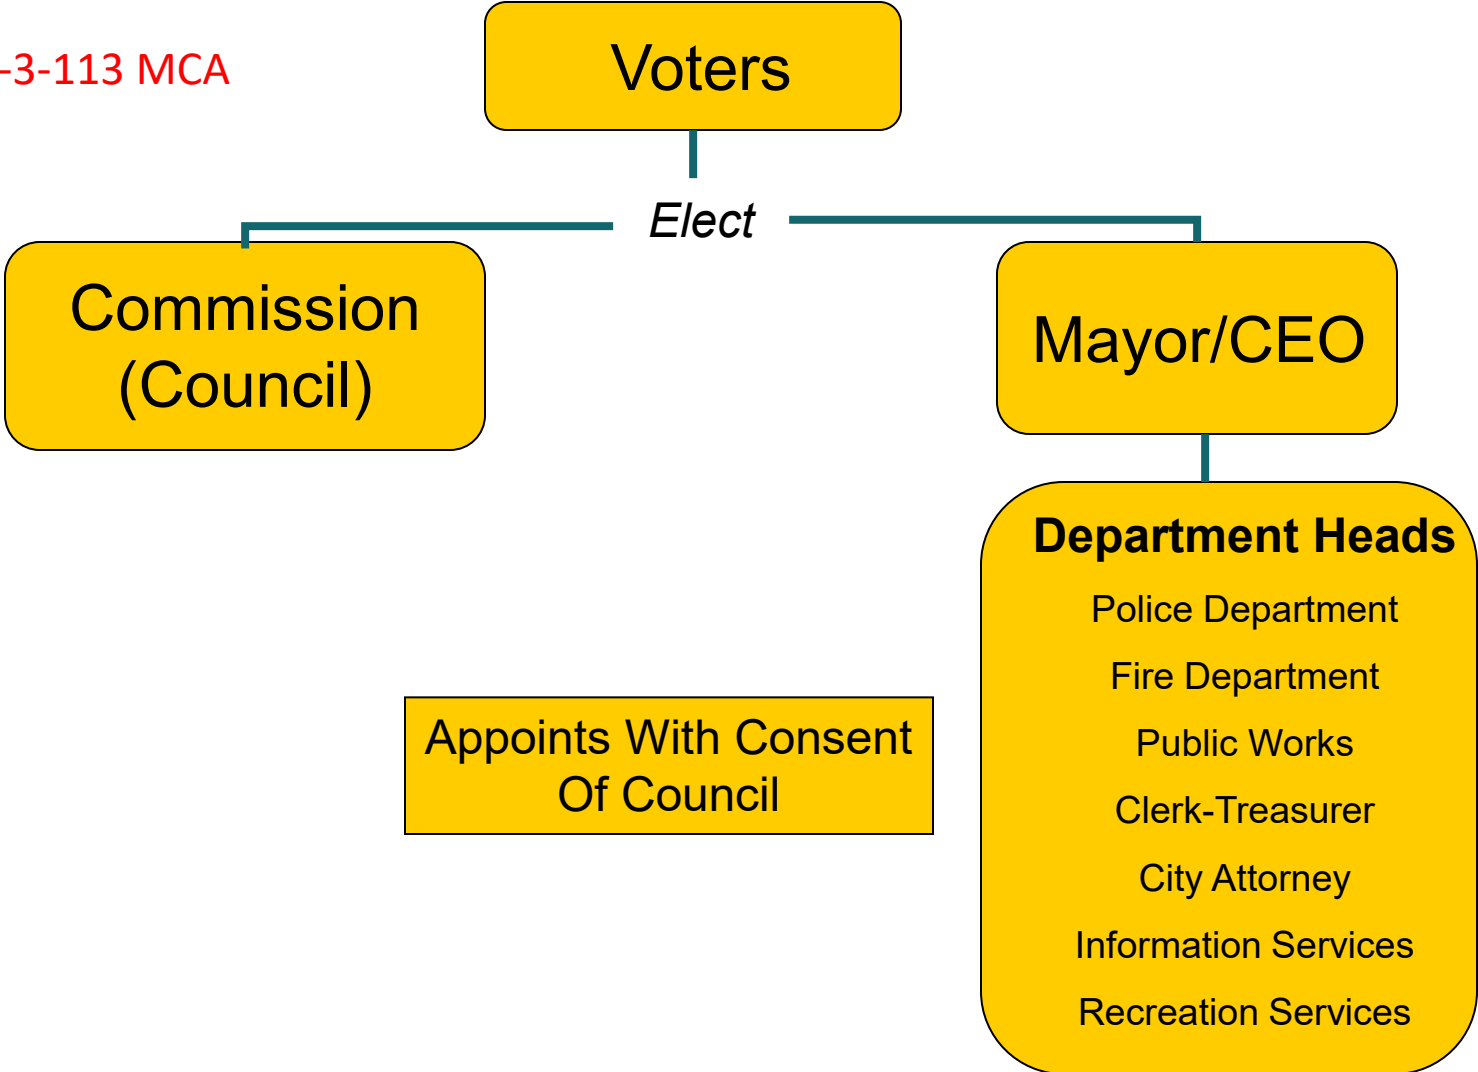 -3-113 MCA
Voters
Elect
Commission
(Council)
Mayor/CEO
Department Heads
Police Department
Fire Department
Public Works
Clerk-Treasurer
City Attorney
Information Services
Recreation Services
Appoints With Consent
Of Council